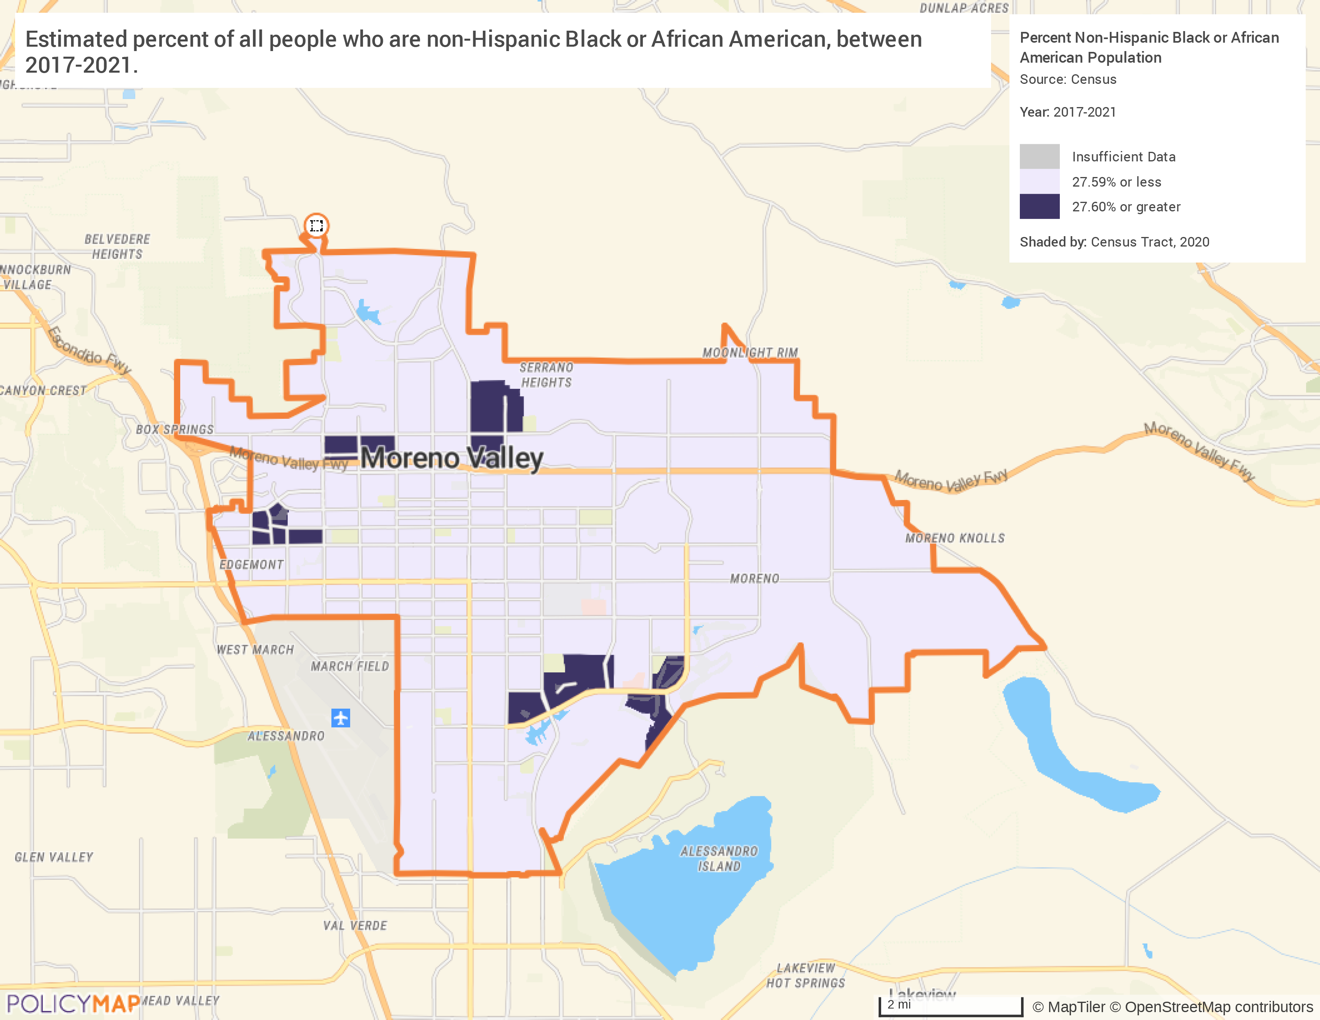 DUNLAP ACRES
Estimated percent of all people who are non-Hispanic Black or African American, between
2017-2021.
Percent Non-Hispanic Black or African
American Population
Source: Census
Year: 2017-2021
Insufficient Data
27.59% or less
27.60% or greater
Shaded by: Census Tract, 2020
BELVEDERE
HEIGHTS
NNOCKBURN
VILLAGE
Escondido Fwy
CANYON CREST
BOX SPRINGS
MOONLIGHT RIM
SERRANO
HEIGHTS
Moreno Valley Fwy
Moreno Valley
Moreno Valley Fwy
Moreno Valley Fwy
MORENO KNOLLS
EDGEMONT
MORENO
WEST MARCH
MARCH FIELD
ALESSANDRO
GLEN VALLEY
ALESSANDRO
ISLAND
VAL VERDE
LAKEVIEW
HOT SPRINGS
Lakeview
POLICYMAP
MEAD VALLEY
2 mi
© MapTiler © OpenStreetMap contributors